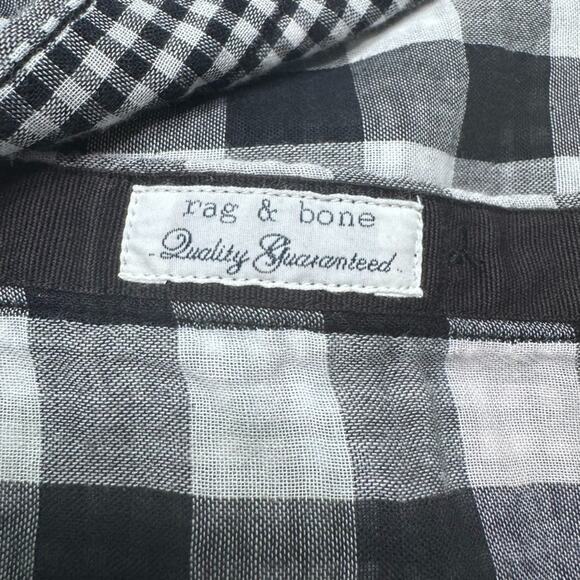 rag & bone
- Quality Guaranteed -